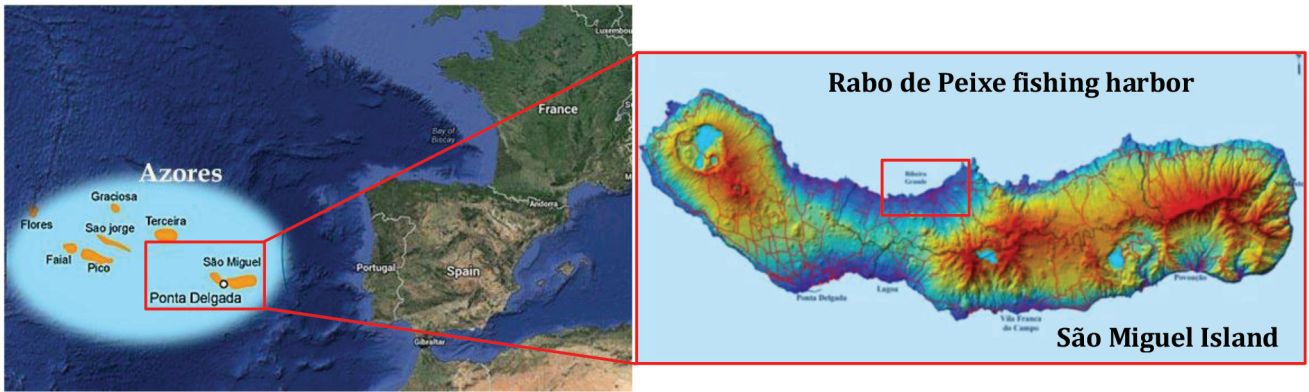 Luxembou
France
Bay of
Biscay
Azores
Graciosa
Flores
Terceira
Sao jorge
Faial
Pico
São Miguel
Ponta Delgada
Andorra
Portugal
Spain
Gibraltar
Rabo de Peixe fishing harbor
Ribeira
Grande
Ponta Delgada
Lagoa
Povoação
Vila Franca
do Campo
São Miguel Island